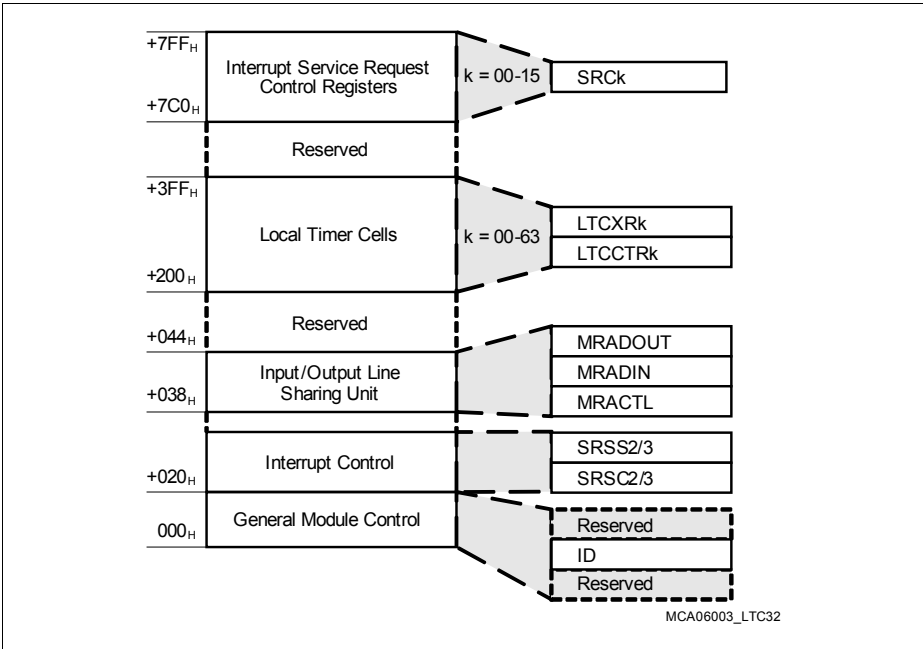 +7FFH
Interrupt Service Request
Control Registers
k = 00-15
SRCk
+7C0H
Reserved
+3FFH
Local Timer Cells
k = 00-63
LTCXRk
LTCCTRk
+200H
Reserved
+044H
MRADOUT
Input/Output Line
Sharing Unit
MRADIN
+038H
MRACTL
Interrupt Control
SRSS2/3
SRSC2/3
+020H
General Module Control
000H
Reserved
ID
Reserved
MCA06003_LTC32